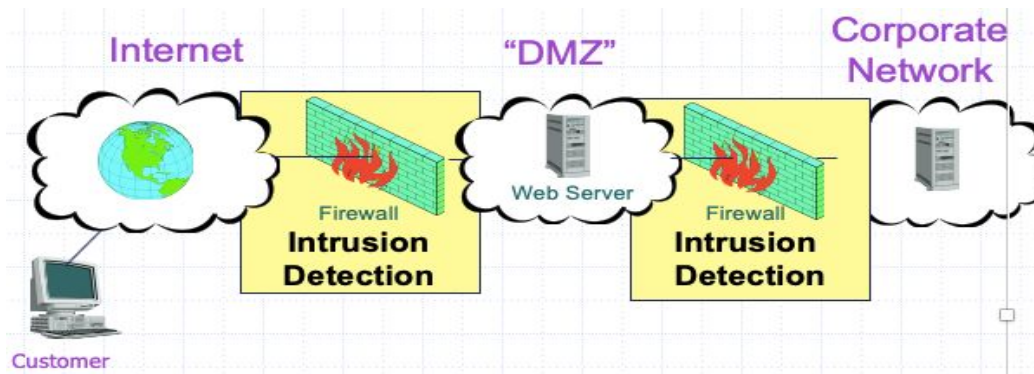 Internet
“DMZ”
Corporate
Network
Firewall
Intrusion
Detection
Web Server
Firewall
Intrusion
Detection
Customer